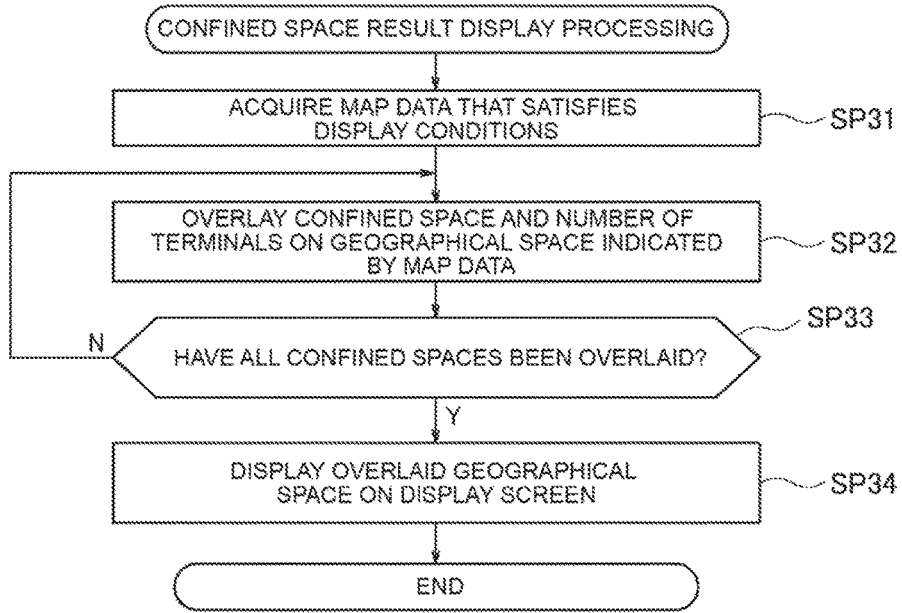 CONFINED SPACE RESULT DISPLAY PROCESSING
ACQUIRE MAP DATA THAT SATISFIES
DISPLAY CONDITIONS
SP31
OVERLAY CONFINED SPACE AND NUMBER OF
TERMINALS ON GEOGRAPHICAL SPACE INDICATED
BY MAP DATA
SP32
SP33
N
HAVE ALL CONFINED SPACES BEEN OVERLAID?
Y
DISPLAY OVERLAID GEOGRAPHICAL
SPACE ON DISPLAY SCREEN
SP34
END